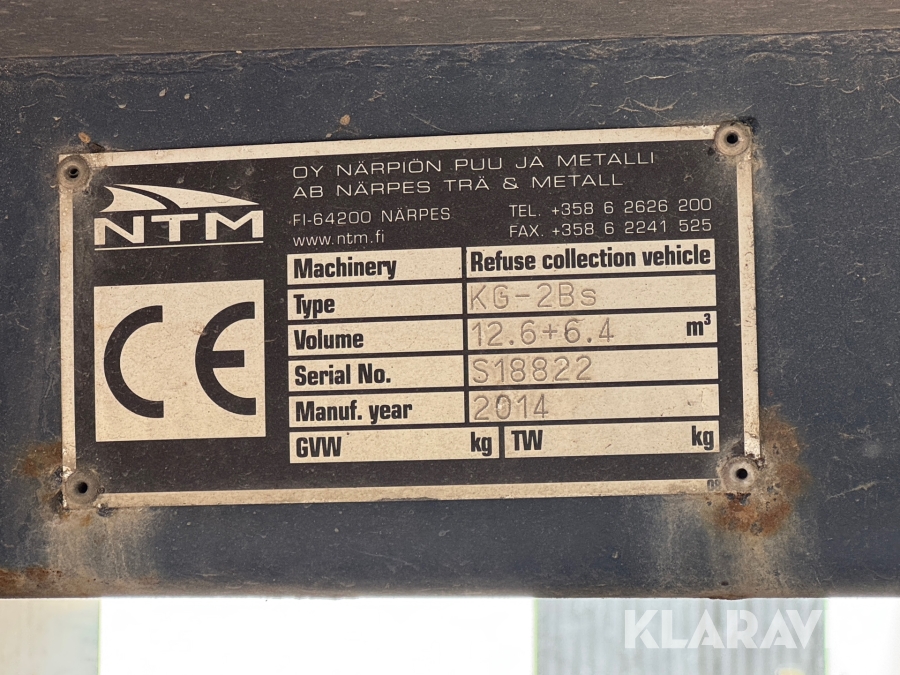 OY NÄRPIÖN PUU JA METALLI
AB NÄRPES TRÄ & METALL
NTM
FI-64200 NÄRPES TEL. +358 6 2626 200
www.ntm.fi FAX. +358 6 2241 525
CE
Machinery Refuse collection vehicle
Type KG-2Bs
Volume 12.6+6.4 m³
Serial No. S18822
Manuf. year 2014
GVW kg TW kg
KLARAV